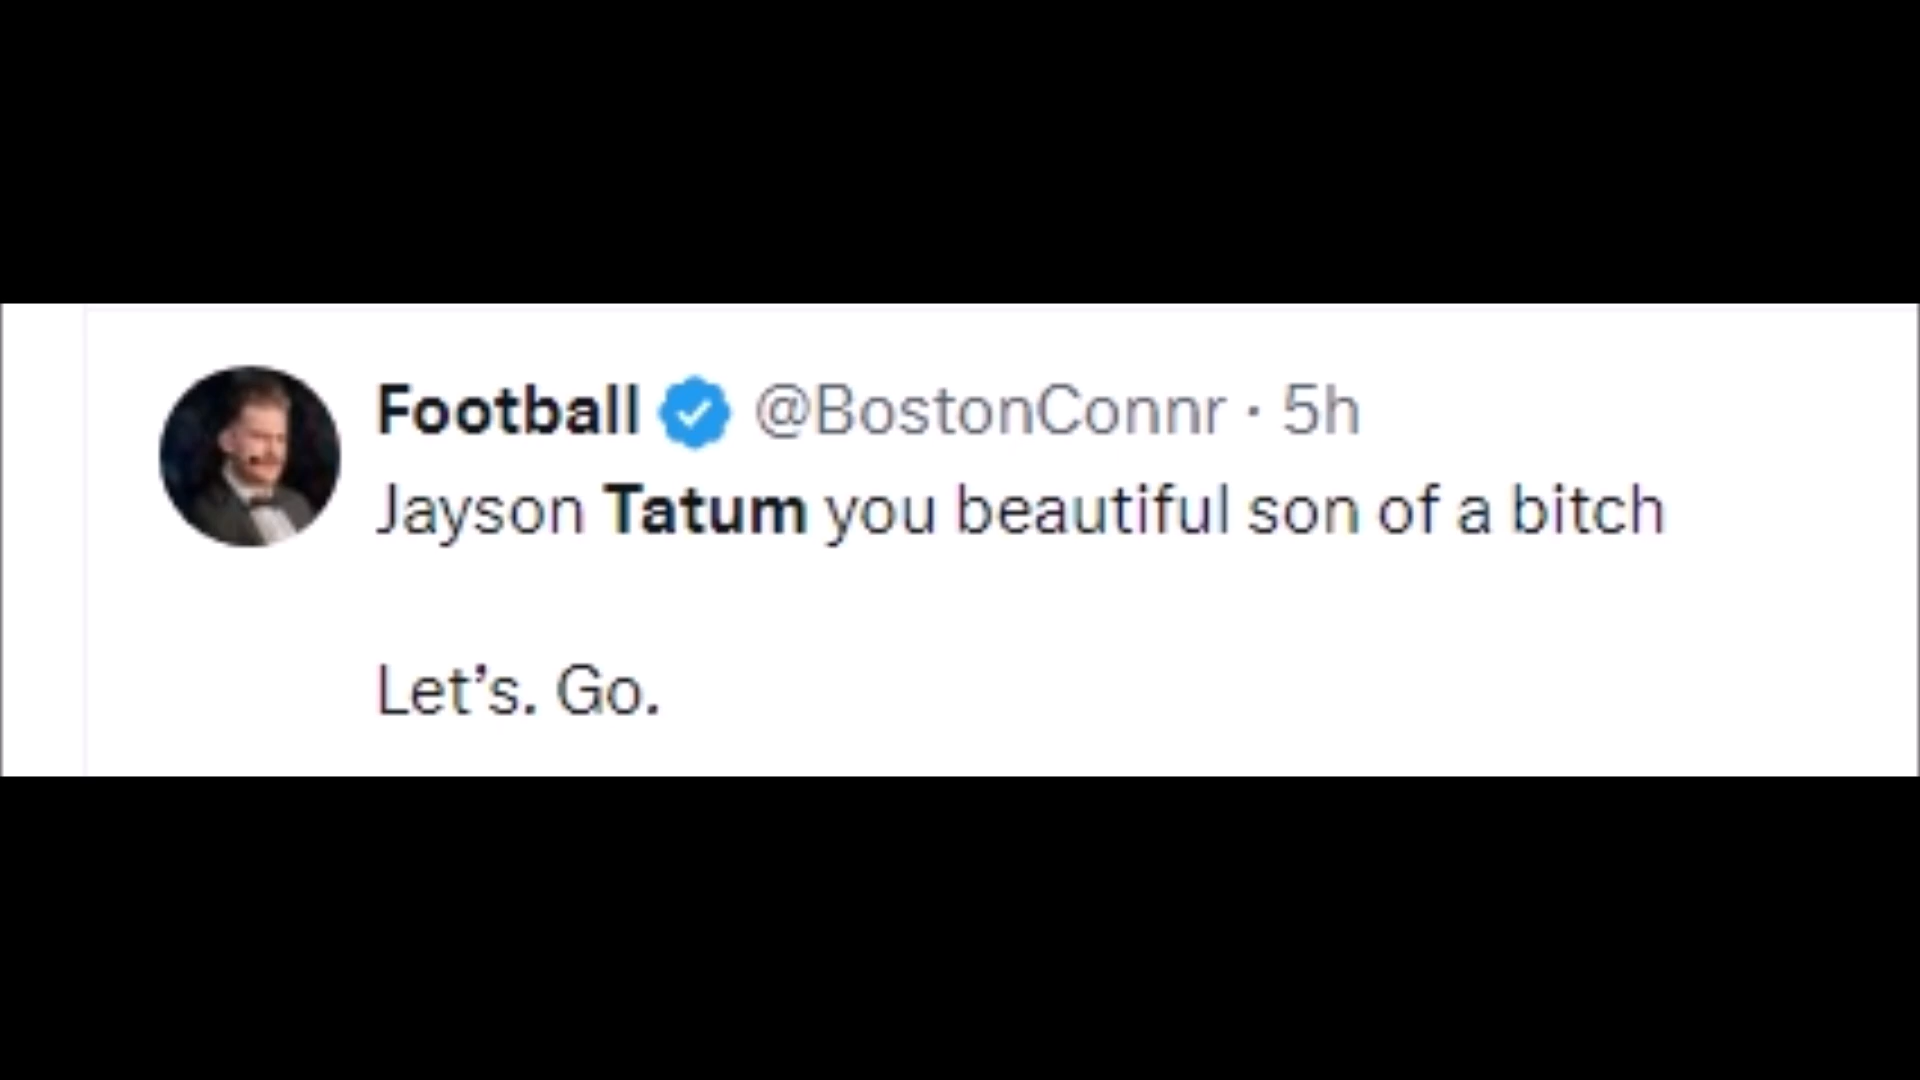 Football @BostonConnr · 5h
Jayson Tatum you beautiful son of a bitch
Let’s. Go.